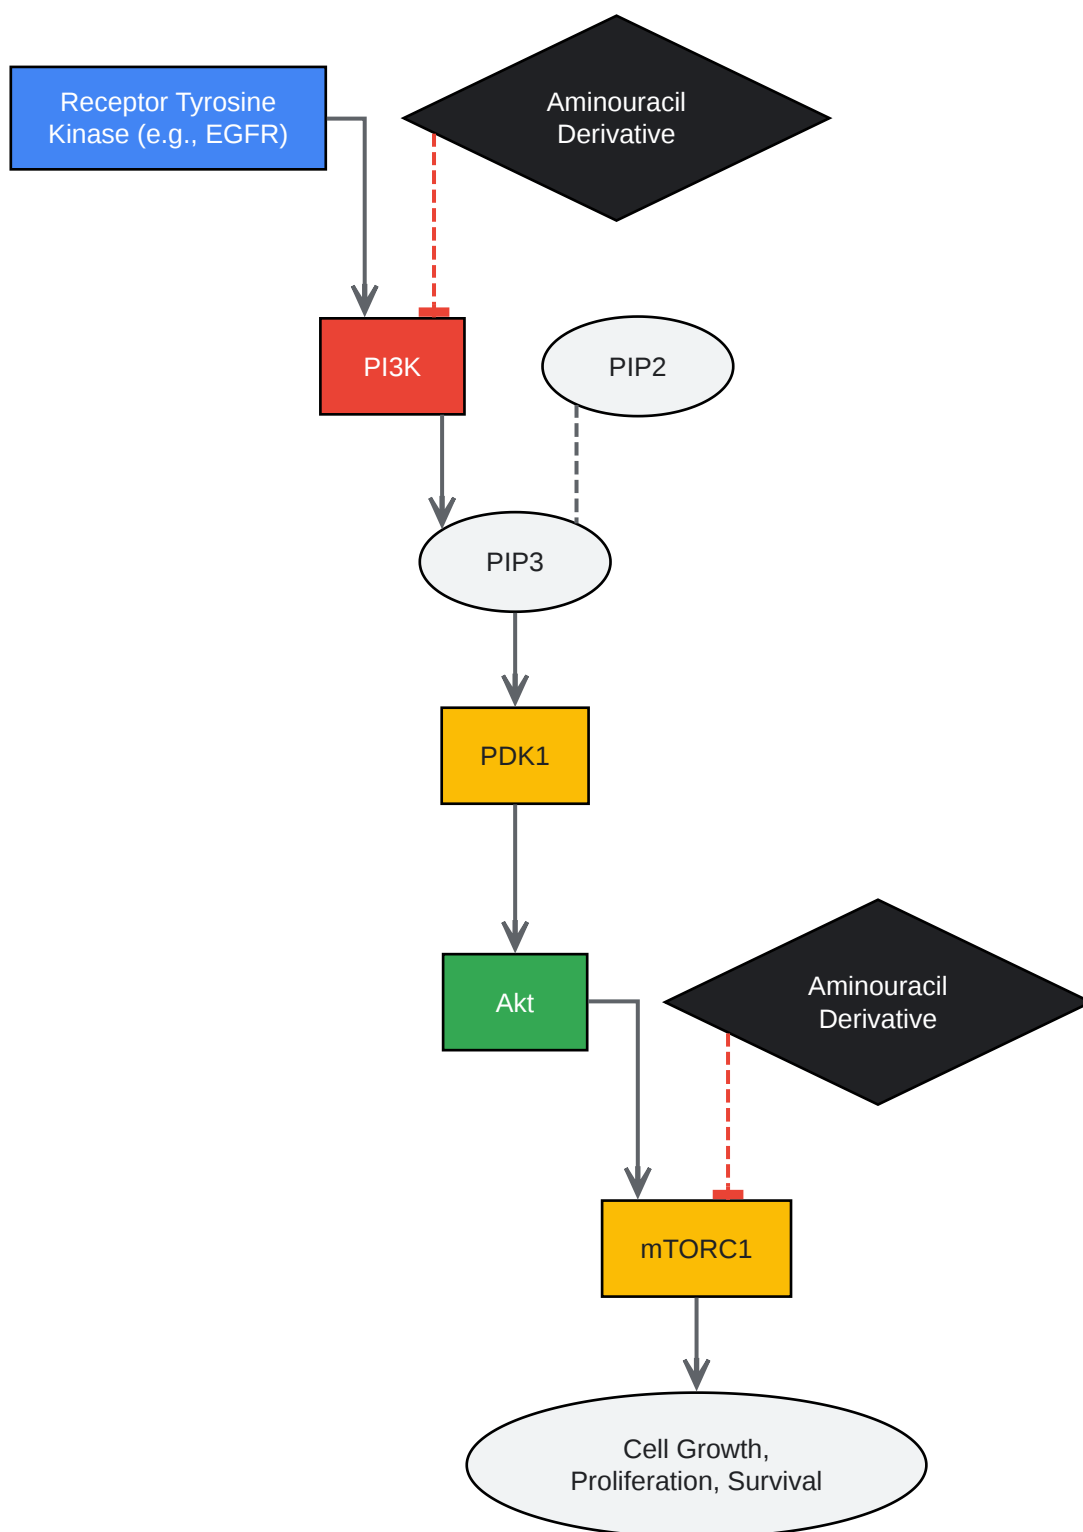 Receptor Tyrosine
Kinase (e.g., EGFR)
Aminouracil
Derivative
PI3K
PIP2
PIP3
PDK1
Akt
Aminouracil
Derivative
mTORC1
Cell Growth,
Proliferation, Survival